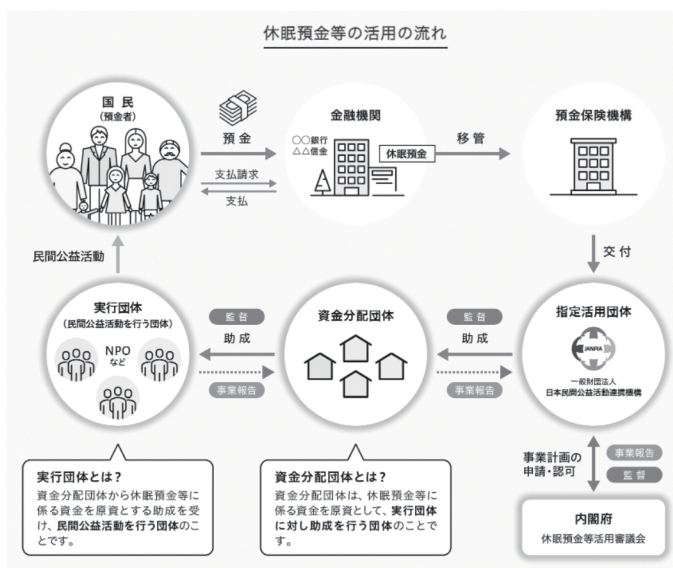 休眠預金等の活用の流れ
国民
(預金者)
預金
支払請求
支払
金融機関
○○銀行
△△信金
休眠預金
移管
預金保険機構
交付
民間公益活動
実行団体
(民間公益活動を行う団体)
NPO
など
監督
助成
事業報告
資金分配団体
監督
助成
事業報告
指定活用団体
JANPIA
一般財団法人
日本民間公益活動連携機構
実行団体とは?
資金分配団体から休眠預金等に
係る資金を原資とする助成を受
け、民間公益活動を行う団体のこ
とです。
資金分配団体とは?
資金分配団体は、休眠預金等に
係る資金を原資として、実行団体
に対し助成を行う団体のことで
す。
事業計画の
申請・認可
事業報告
監督
内閣府
休眠預金等活用審議会